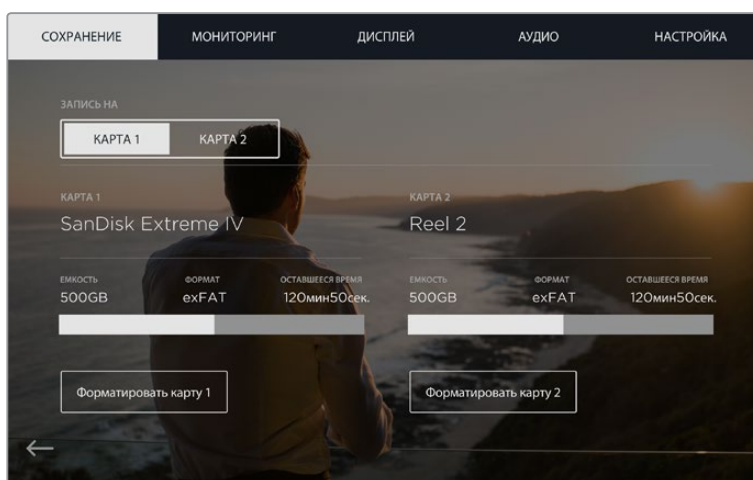 СОХРАНЕНИЕ МОНИТОРИНГ ДИСПЛЕЙ АУДИО НАСТРОЙКА
ЗАПИСЬ НА
КАРТА 1 КАРТА 2
КАРТА 1 КАРТА 2
SanDisk Extreme IV Reel 2
ЕМКОСТЬ ФОРМАТ ОСТАВШЕЕСЯ ВРЕМЯ ЕМКОСТЬ ФОРМАТ ОСТАВШЕЕСЯ ВРЕМЯ
500GB exFAT 120мин50сек. 500GB exFAT 120мин50сек.
Форматировать карту 1 Форматировать карту 2